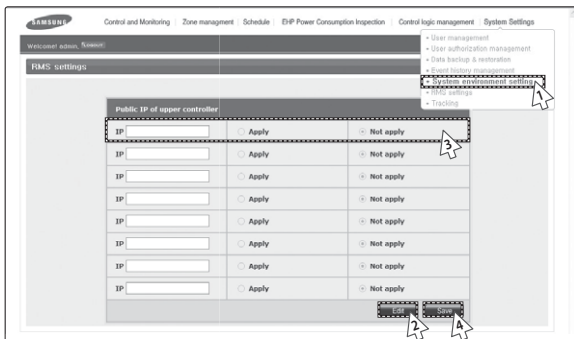 SAMSUNG
Control and Monitoring | Zone managment | Schedule | EHP Power Consumption Inspection | Control logic management | System Settings
Welcome! admin,
+ User management
+ User authorization management
+ Data backup & restoration
+ Event history management
+ System environment setting
+ RMS settings
+ Tracking
1
RMS settings
Public IP of upper controller
IP Apply Not apply
3
IP Apply Not apply
IP Apply Not apply
IP Apply Not apply
IP Apply Not apply
IP Apply Not apply
IP Apply Not apply
IP Apply Not apply
Edit Save
2 4